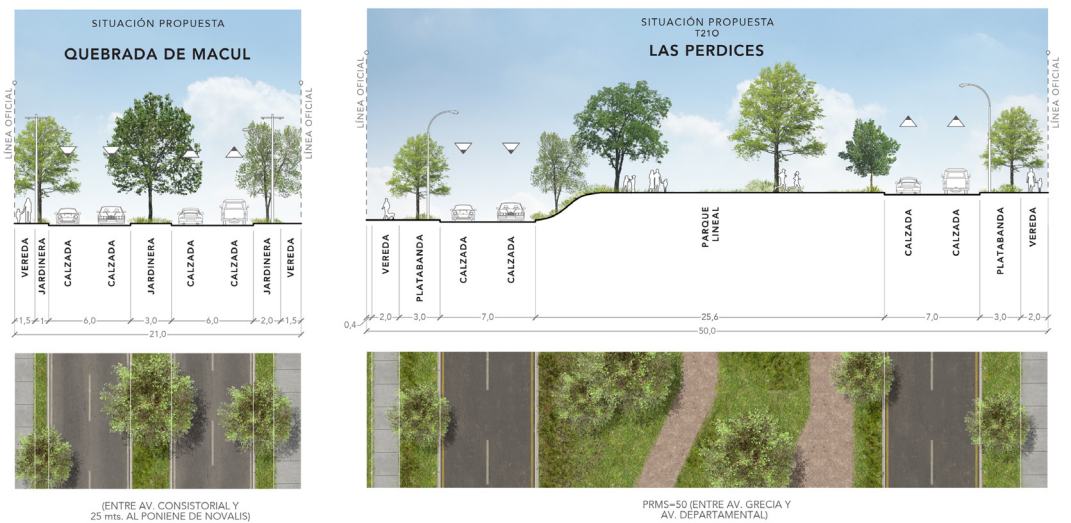 SITUACIÓN PROPUESTA
QUEBRADA DE MACUL
LÍNEA OFICIAL
LÍNEA OFICIAL
VEREDA
JARDINERA
CALZADA
CALZADA
JARDINERA
CALZADA
CALZADA
JARDINERA
VEREDA
1,5
1
6,0
3,0
6,0
2,0
1,5
21,0
(ENTRE AV. CONSISTORIAL Y
25 mts. AL PONIENE DE NOVALIS)
SITUACIÓN PROPUESTA
T21O
LAS PERDICES
LÍNEA OFICIAL
LÍNEA OFICIAL
VEREDA
PLATABANDA
CALZADA
CALZADA
PARQUE
LINEAL
CALZADA
CALZADA
PLATABANDA
VEREDA
0,4
2,0
3,0
7,0
25,6
7,0
3,0
2,0
50,0
PRMS=50 (ENTRE AV. GRECIA Y
AV. DEPARTAMENTAL)